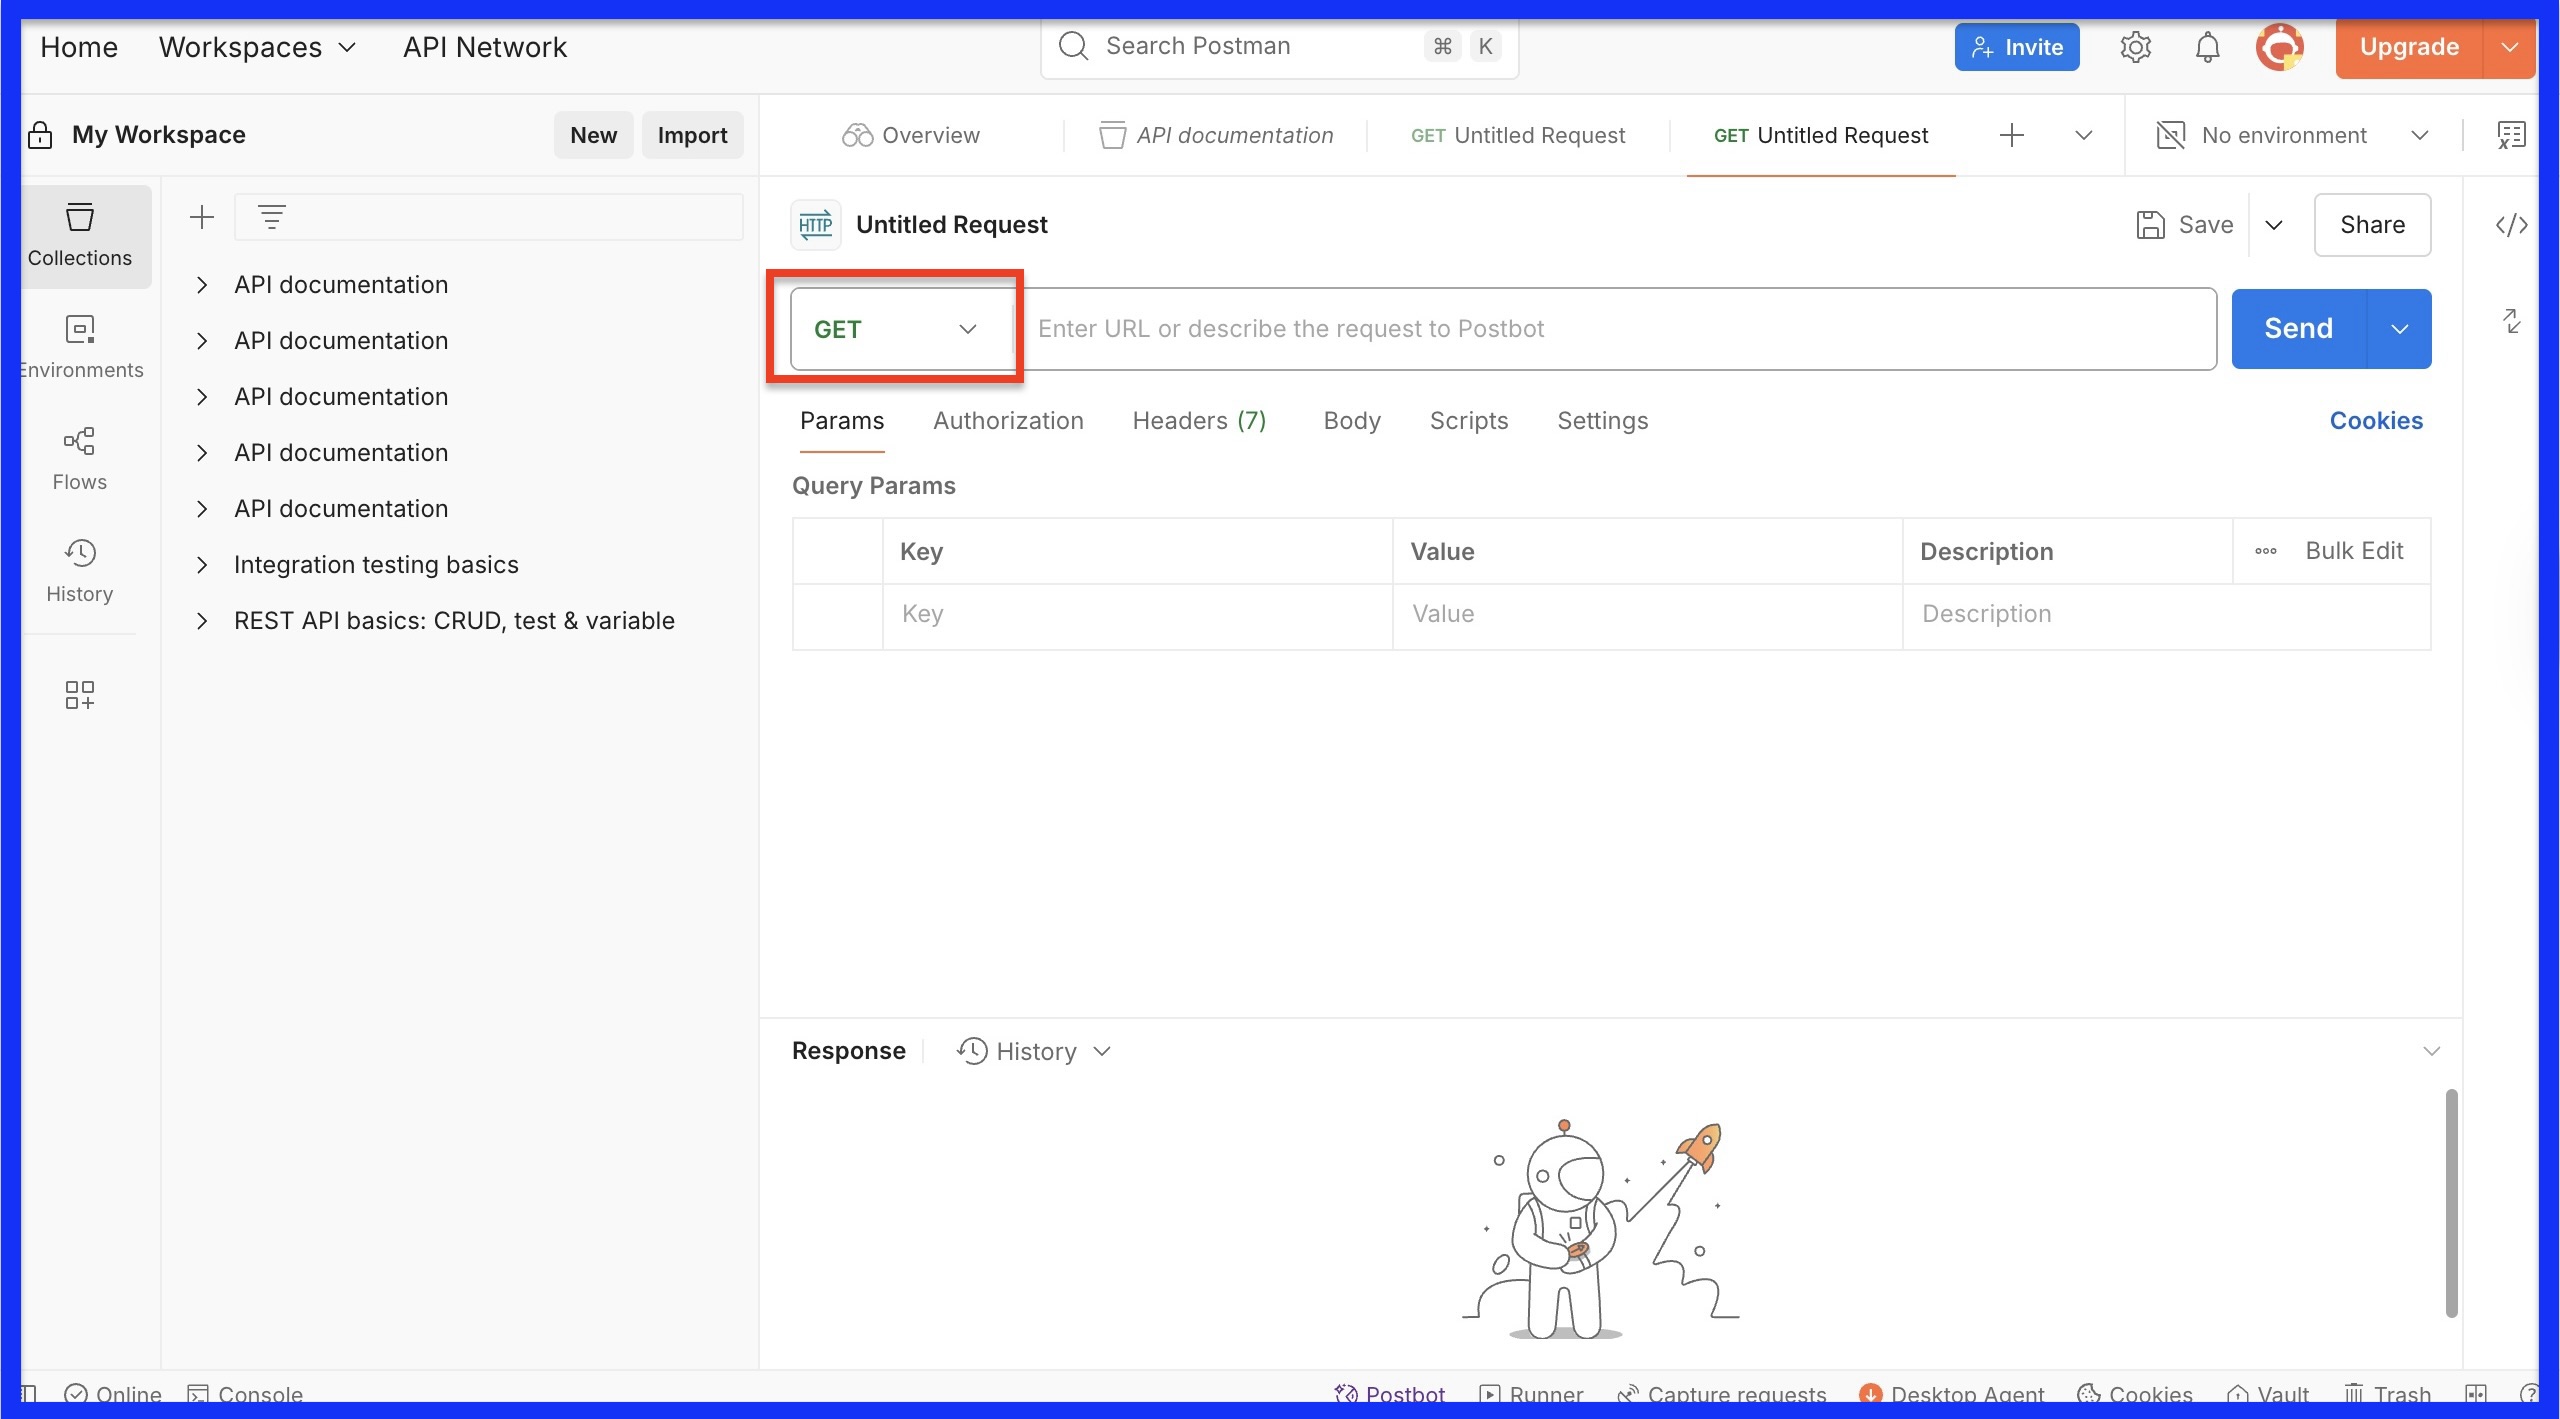 Home Workspaces API Network Search Postman ⌘ K Invite Upgrade
My Workspace New Import
Overview API documentation GET Untitled Request GET Untitled Request No environment
Collections
Environments
Flows
History
API documentation
API documentation
API documentation
API documentation
API documentation
Integration testing basics
REST API basics: CRUD, test & variable
HTTP Untitled Request Save Share
GET Enter URL or describe the request to Postbot Send
Params Authorization Headers (7) Body Scripts Settings Cookies
Query Params
Key Value Description Bulk Edit
Key Value Description
Response History
Online Console Postbot Runner Capture requests Desktop Agent Cookies Vault Trash